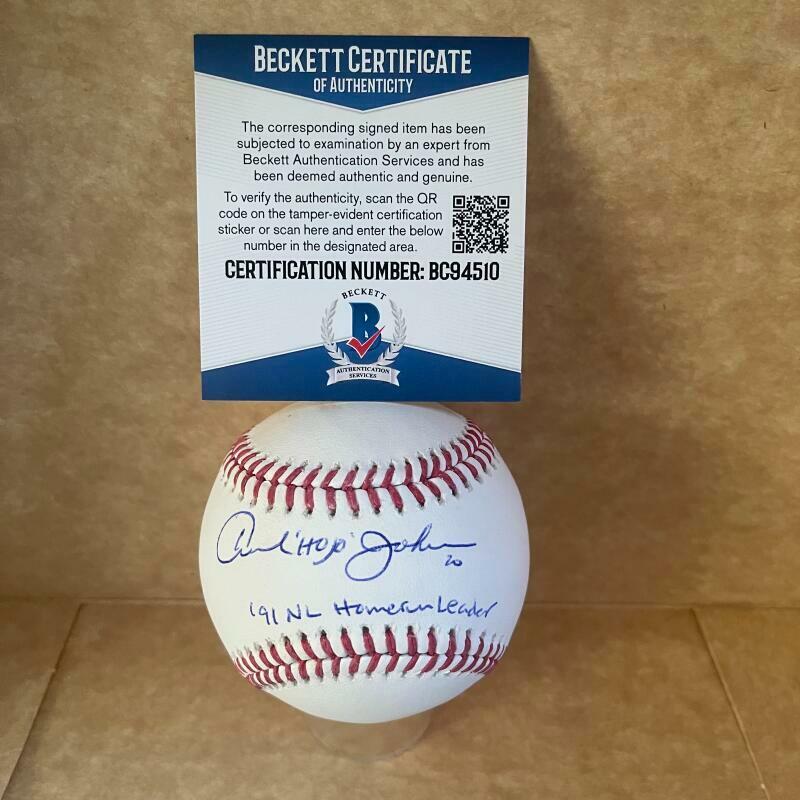 BECKETT CERTIFICATE
OF AUTHENTICITY
The corresponding signed item has been
subjected to examination by an expert from
Beckett Authentication Services and has
been deemed authentic and genuine.
To verify the authenticity, scan the QR
code on the tamper-evident certification
sticker or scan here and enter the below
number in the designated area.
CERTIFICATION NUMBER: BC94510
BECKETT
B
AUTHENTICATION
SERVICES
"HOJO" Johnson
20
'91 NL Homerun Leader